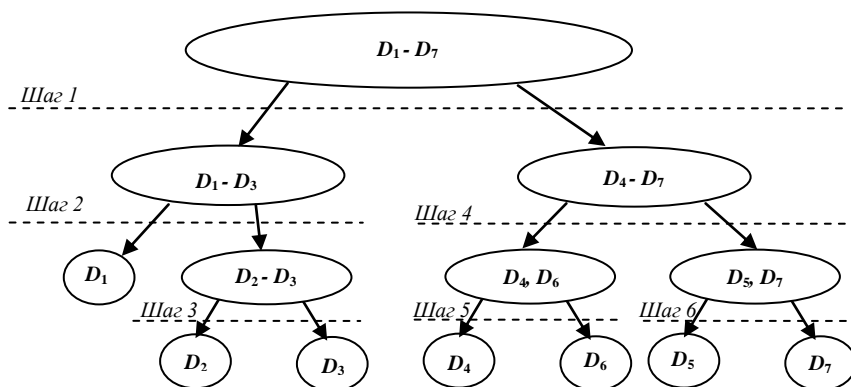 D₁ - D₇
Шаг 1
D₁ - D₃
D₄ - D₇
Шаг 2
Шаг 4
D₁
D₂ - D₃
D₄, D₆
D₅, D₇
Шаг 3
Шаг 5
Шаг 6
D₂
D₃
D₄
D₆
D₅
D₇